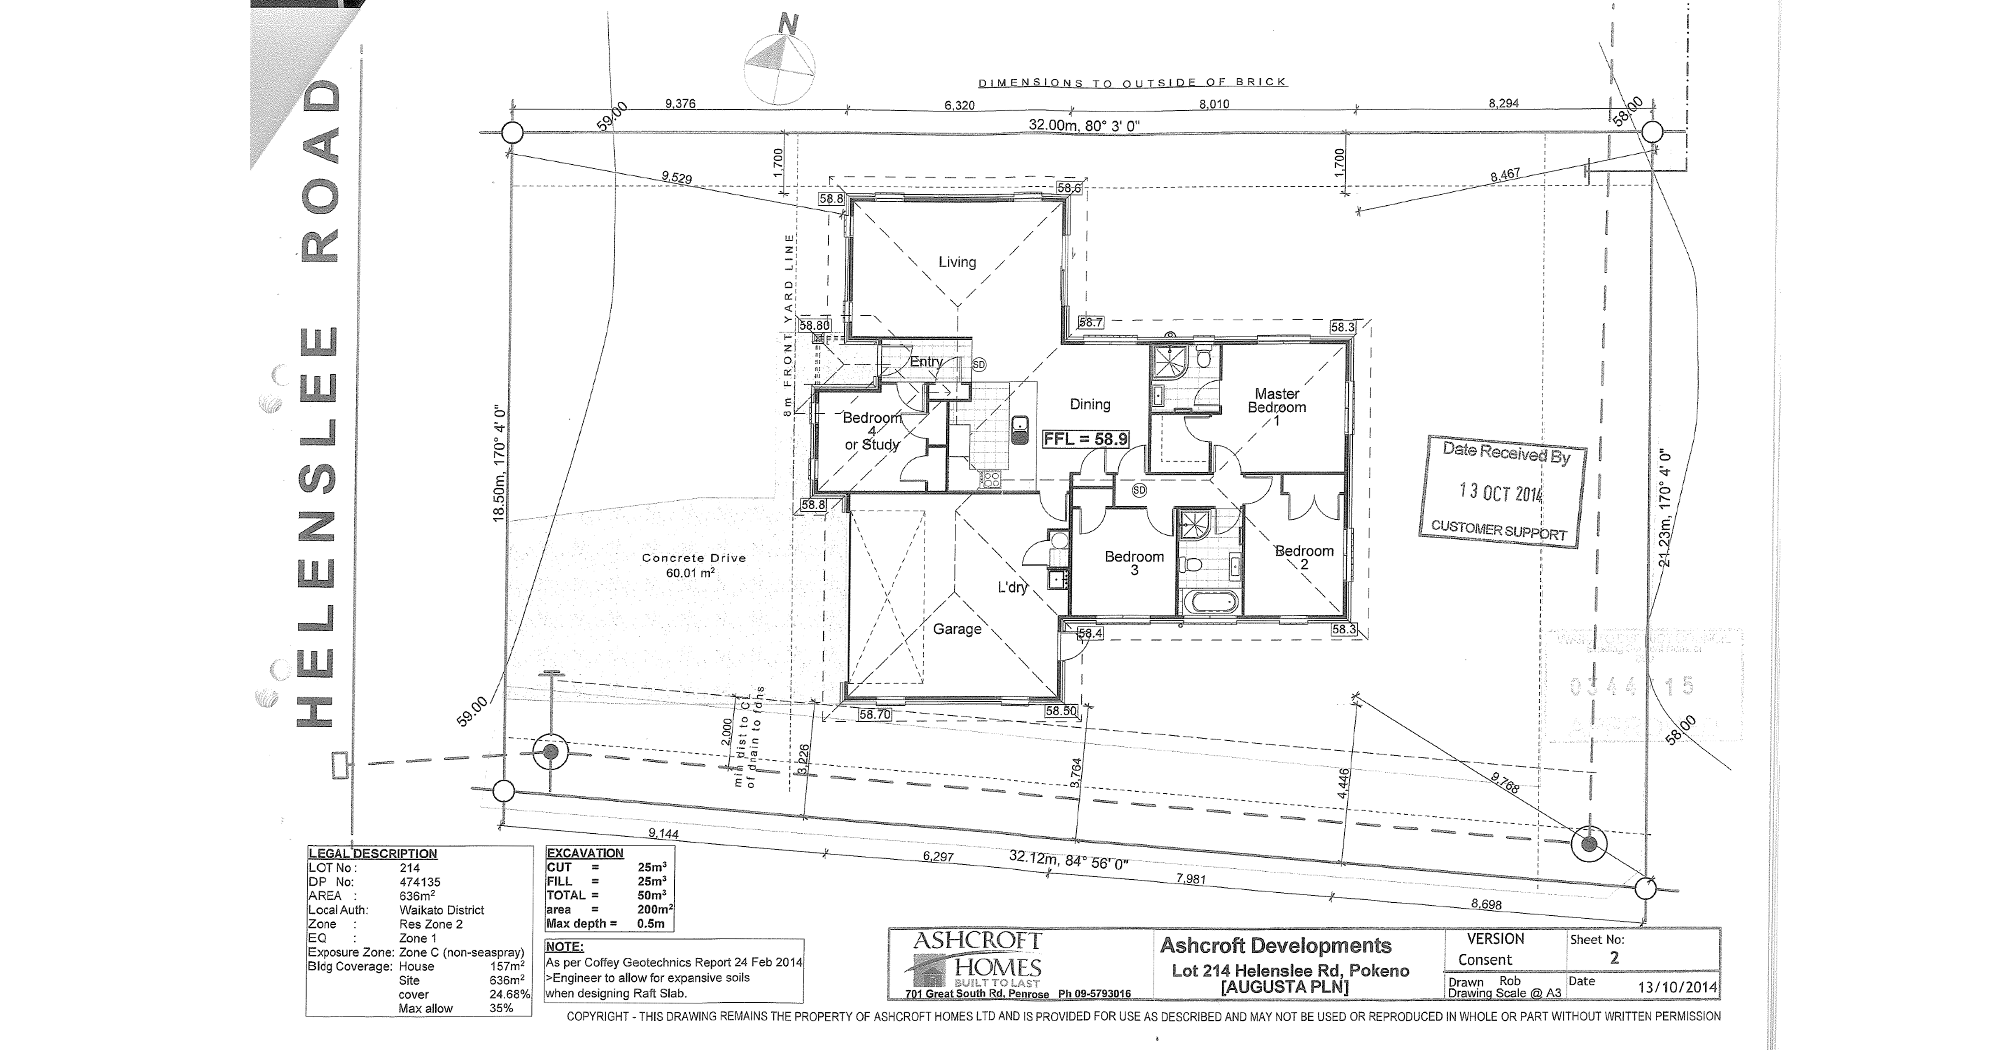 N
DIMENSIONS TO OUTSIDE OF BRICK
9,376
6,320
8,010
8,294
59.00
58.00
32.00m, 80° 3' 0"
1,700
1,700
9,529
8,467
HELENSLEE ROAD
8m FRONT YARD LINE
18.50m, 170° 4' 0"
21.23m, 170° 4' 0"
58.8
58.6
Living
58.80
58.7
58.3
Entry
SD
Dining
Master
Bedroom
1
Bedroom
4
or Study
FFL = 58.9
SD
58.8
Date Received By
13 OCT 2014
CUSTOMER SUPPORT
Concrete Drive
60.01 m²
Bedroom
3
Bedroom
2
L'dry
Garage
58.4
58.3
58.70
58.50
59.00
58.00
2,000
min dist to CL
of drain to fdns
3,226
3,764
4,446
9,768
9,144
6,297
32.12m, 84° 56' 0"
7,981
8,698
LEGAL DESCRIPTION
LOT No : 214
DP No: 474135
AREA : 636m²
Local Auth: Waikato District
Zone : Res Zone 2
EQ : Zone 1
Exposure Zone: Zone C (non-seaspray)
Bldg Coverage: House 157m²
Site 636m²
cover 24.68%
Max allow 35%
EXCAVATION
CUT = 25m³
FILL = 25m³
TOTAL = 50m³
area = 200m²
Max depth = 0.5m
NOTE:
As per Coffey Geotechnics Report 24 Feb 2014
>Engineer to allow for expansive soils
when designing Raft Slab.
ASHCROFT
HOMES
BUILT TO LAST
701 Great South Rd, Penrose Ph 09-5793016
Ashcroft Developments
Lot 214 Helenslee Rd, Pokeno
[AUGUSTA PLN]
VERSION
Consent
Sheet No:
2
Drawn Rob
Drawing Scale @ A3
Date
13/10/2014
COPYRIGHT - THIS DRAWING REMAINS THE PROPERTY OF ASHCROFT HOMES LTD AND IS PROVIDED FOR USE AS DESCRIBED AND MAY NOT BE USED OR REPRODUCED IN WHOLE OR PART WITHOUT WRITTEN PERMISSION